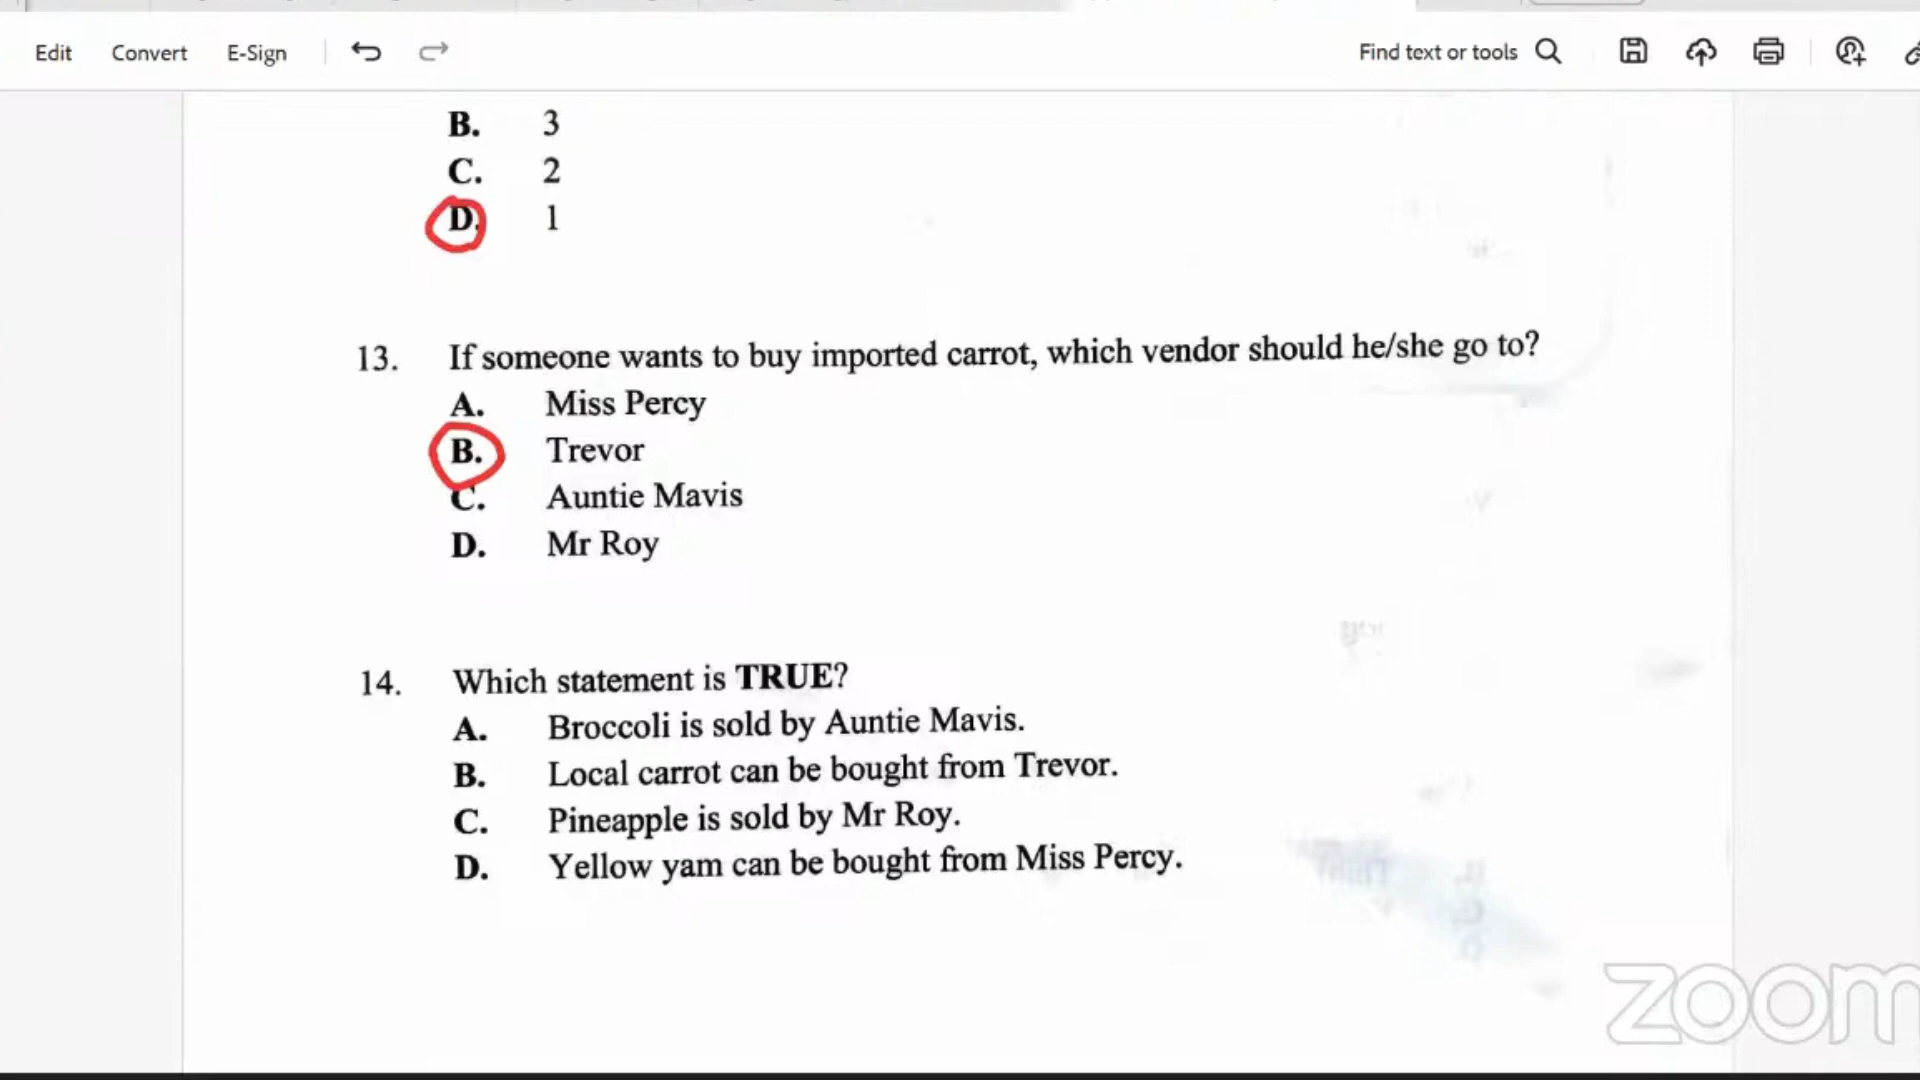 Edit Convert E-Sign Find text or tools
B. 3
C. 2
D. 1
13. If someone wants to buy imported carrot, which vendor should he/she go to?
A. Miss Percy
B. Trevor
C. Auntie Mavis
D. Mr Roy
14. Which statement is TRUE?
A. Broccoli is sold by Auntie Mavis.
B. Local carrot can be bought from Trevor.
C. Pineapple is sold by Mr Roy.
D. Yellow yam can be bought from Miss Percy.
zoom